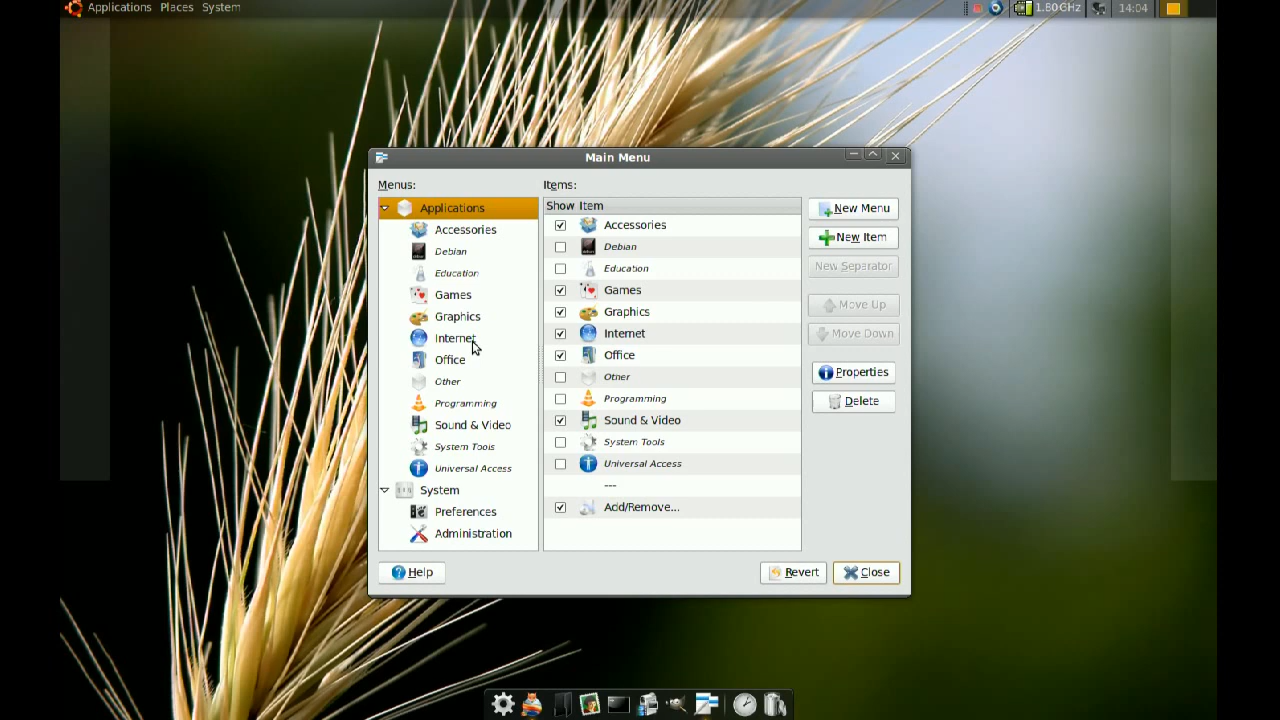 Applications Places System
1.80GHz
14:04
Main Menu
Menus:
Applications
Accessories
Debian
Education
Games
Graphics
Internet
Office
Other
Programming
Sound & Video
System Tools
Universal Access
System
Preferences
Administration
Items:
Show Item
Accessories
Debian
Education
Games
Graphics
Internet
Office
Other
Programming
Sound & Video
System Tools
Universal Access
---
Add/Remove...
New Menu
New Item
New Separator
Move Up
Move Down
Properties
Delete
Help
Revert
Close